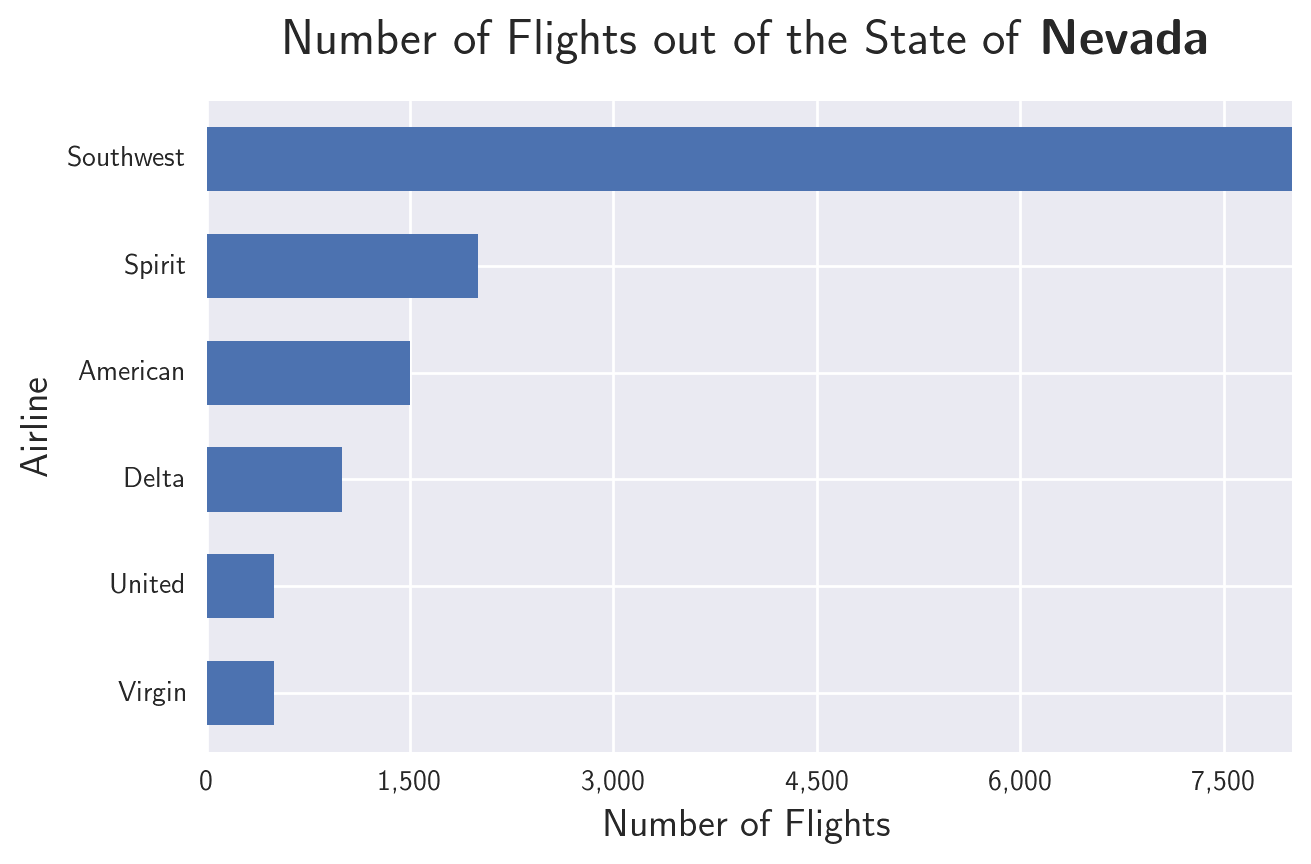 Number of Flights out of the State of Nevada
Southwest
Spirit
American
Delta
United
Virgin
Airline
0 1,500 3,000 4,500 6,000 7,500
Number of Flights